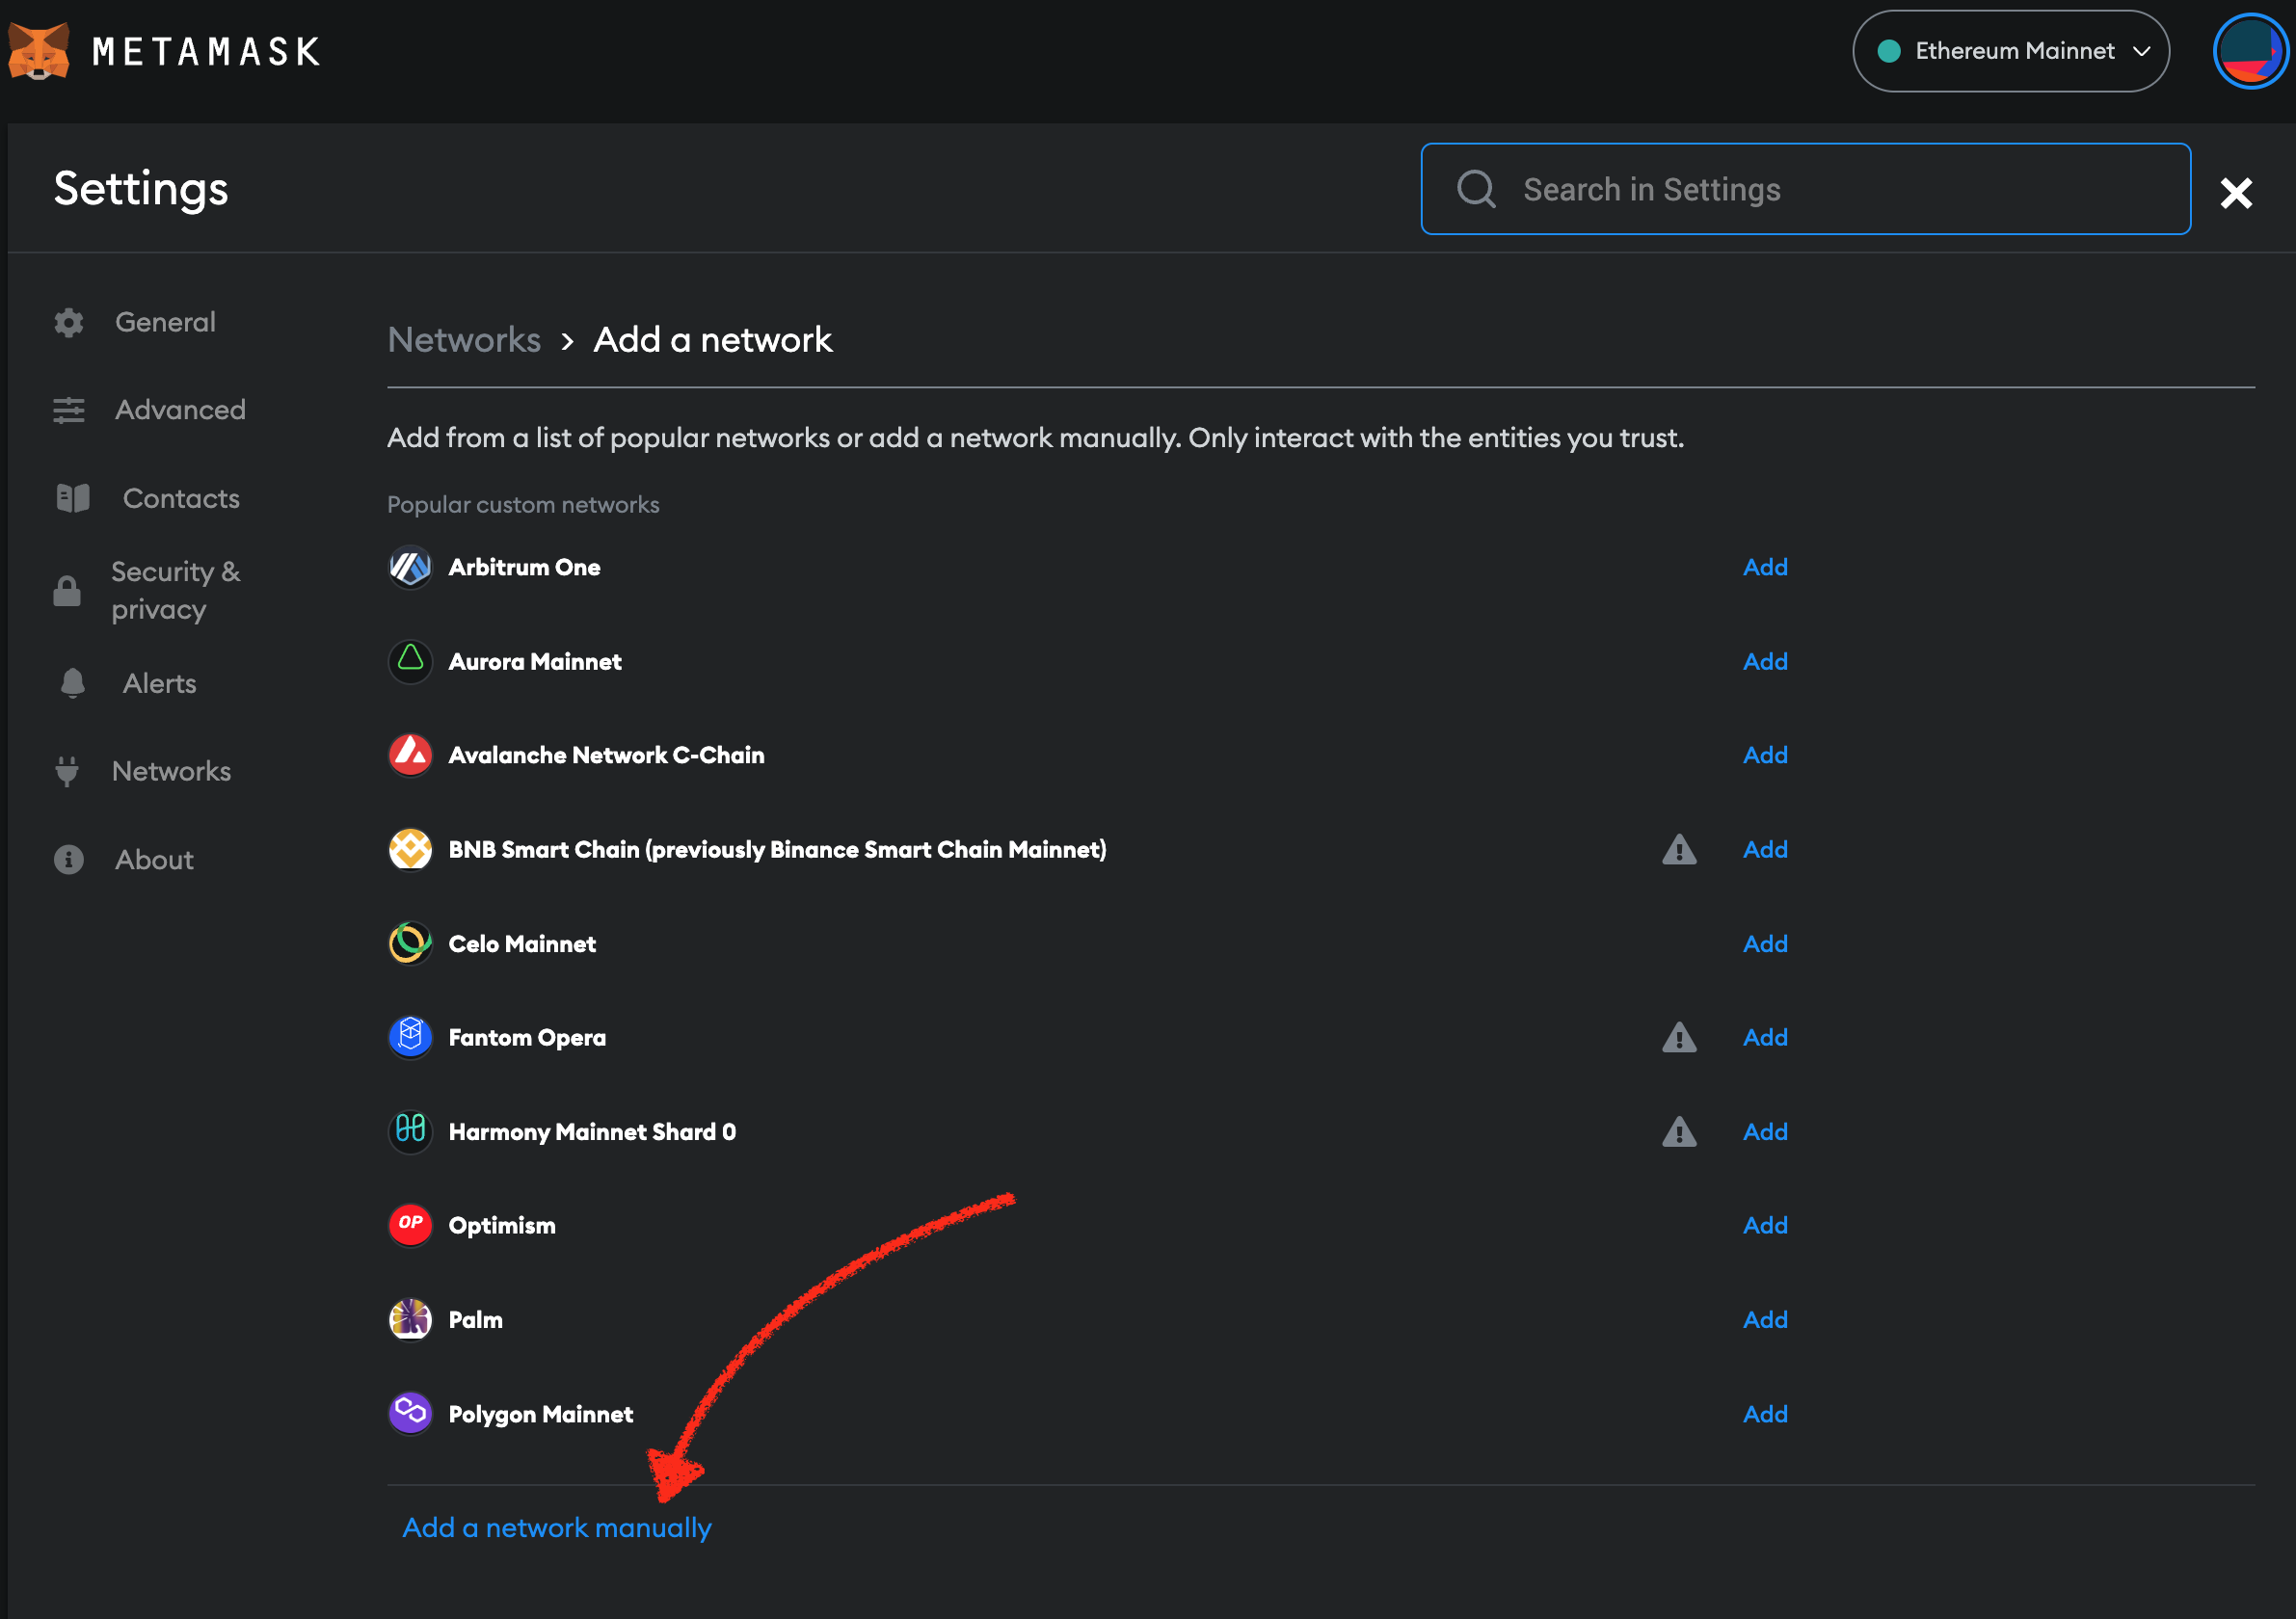 METAMASK
Ethereum Mainnet
Settings
Search in Settings
General
Advanced
Contacts
Security &
privacy
Alerts
Networks
About
Networks > Add a network
Add from a list of popular networks or add a network manually. Only interact with the entities you trust.
Popular custom networks
Arbitrum One Add
Aurora Mainnet Add
Avalanche Network C-Chain Add
BNB Smart Chain (previously Binance Smart Chain Mainnet) Add
Celo Mainnet Add
Fantom Opera Add
Harmony Mainnet Shard 0 Add
OP Optimism Add
Palm Add
Polygon Mainnet Add
Add a network manually